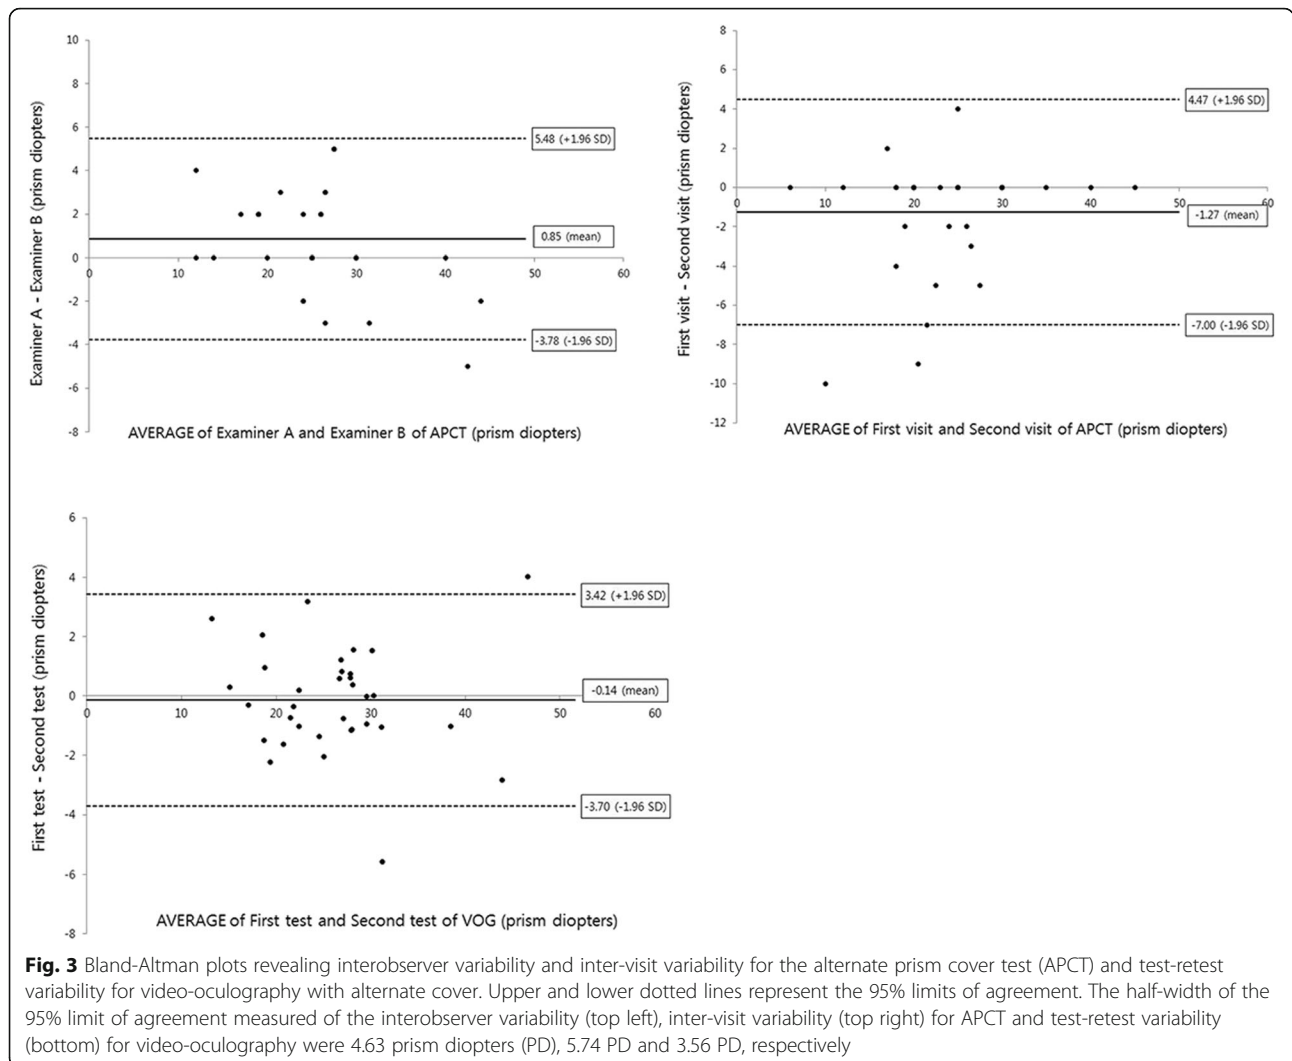 10
8
6
4
2
0
-2
-4
-6
-8
0 10 20 30 40 50 60
Examiner A - Examiner B (prism diopters)
5.48 (+1.96 SD)
0.85 (mean)
-3.78 (-1.96 SD)
AVERAGE of Examiner A and Examiner B of APCT (prism diopters)
8
6
4
2
0
-2
-4
-6
-8
-10
-12
0 10 20 30 40 50 60
First visit - Second visit (prism diopters)
4.47 (+1.96 SD)
-1.27 (mean)
-7.00 (-1.96 SD)
AVERAGE of First visit and Second visit of APCT (prism diopters)
6
4
2
0
-2
-4
-6
-8
0 10 20 30 40 50 60
First test - Second test (prism diopters)
3.42 (+1.96 SD)
-0.14 (mean)
-3.70 (-1.96 SD)
AVERAGE of First test and Second test of VOG (prism diopters)
Fig. 3 Bland-Altman plots revealing interobserver variability and inter-visit variability for the alternate prism cover test (APCT) and test-retest
variability for video-oculography with alternate cover. Upper and lower dotted lines represent the 95% limits of agreement. The half-width of the
95% limit of agreement measured of the interobserver variability (top left), inter-visit variability (top right) for APCT and test-retest variability
(bottom) for video-oculography were 4.63 prism diopters (PD), 5.74 PD and 3.56 PD, respectively